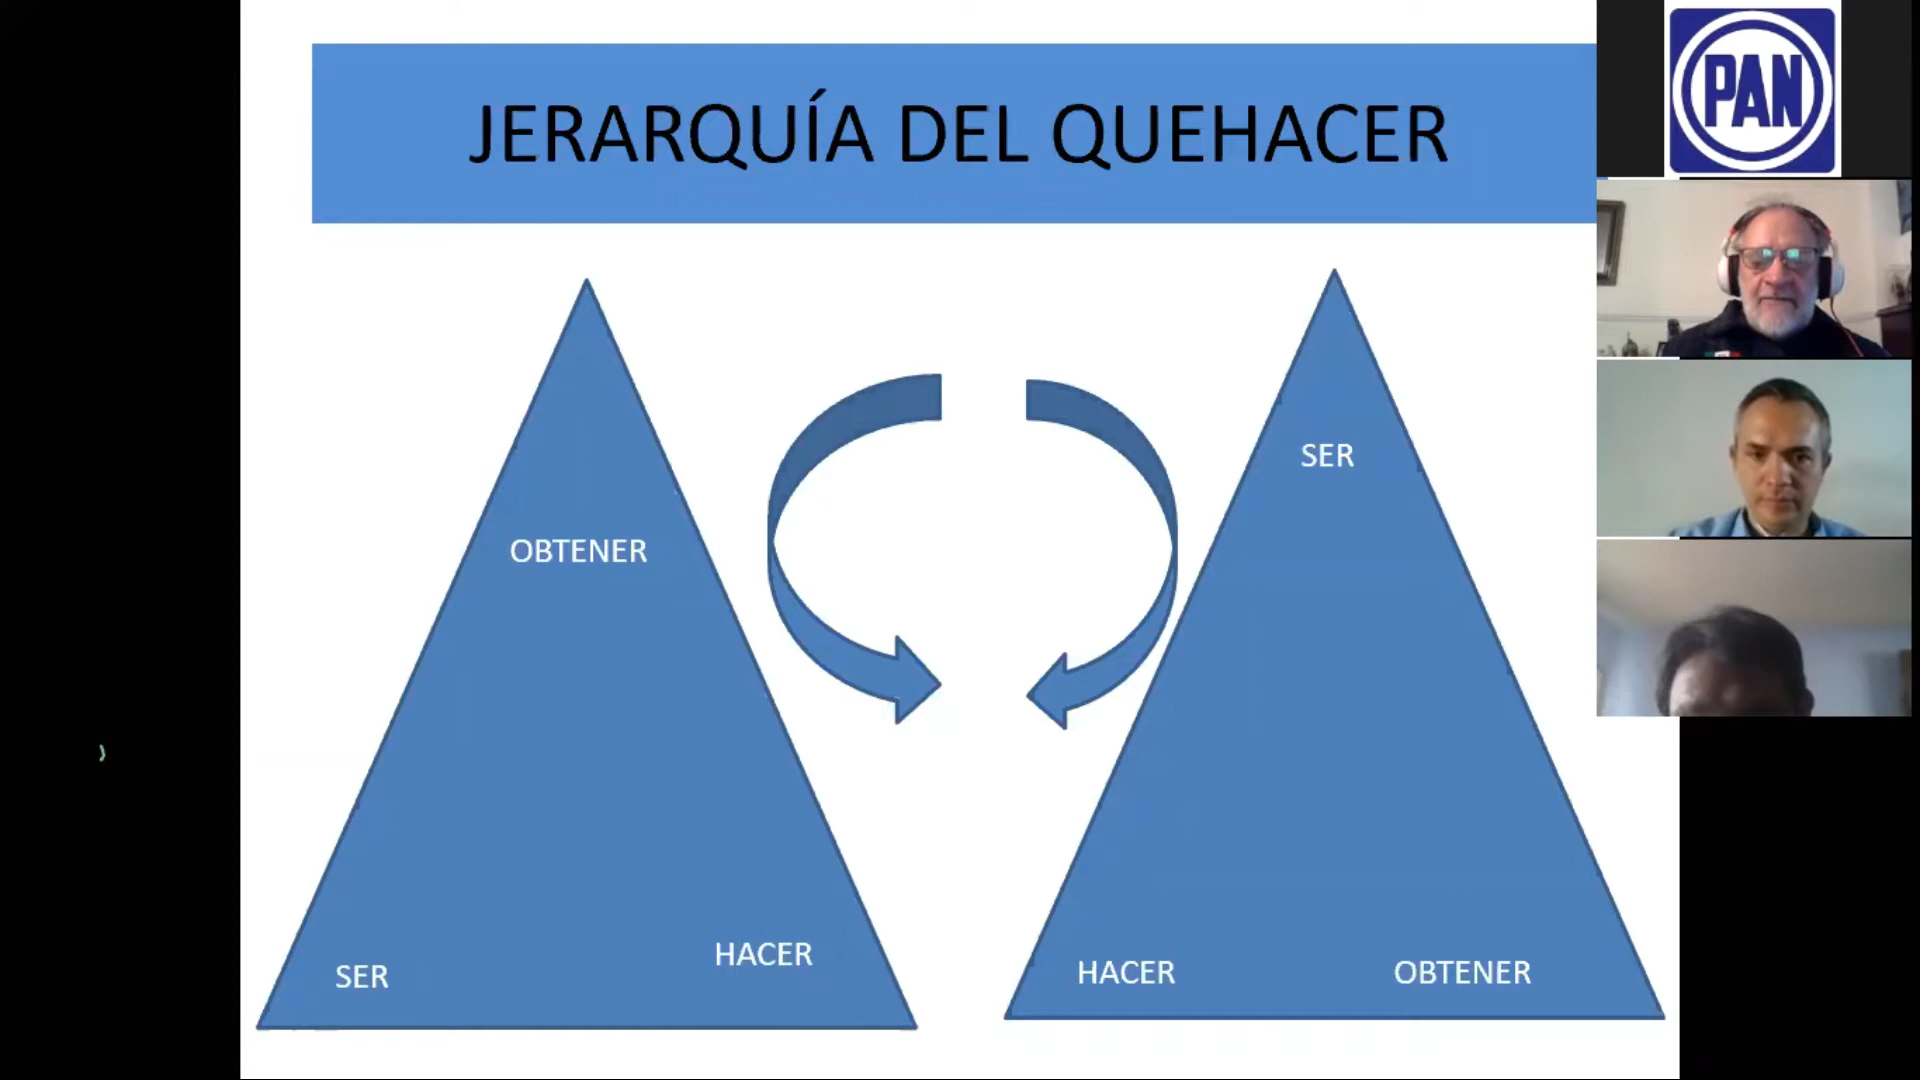 JERARQUÍA DEL QUEHACER
PAN
SER
OBTENER
HACER
SER
HACER
OBTENER